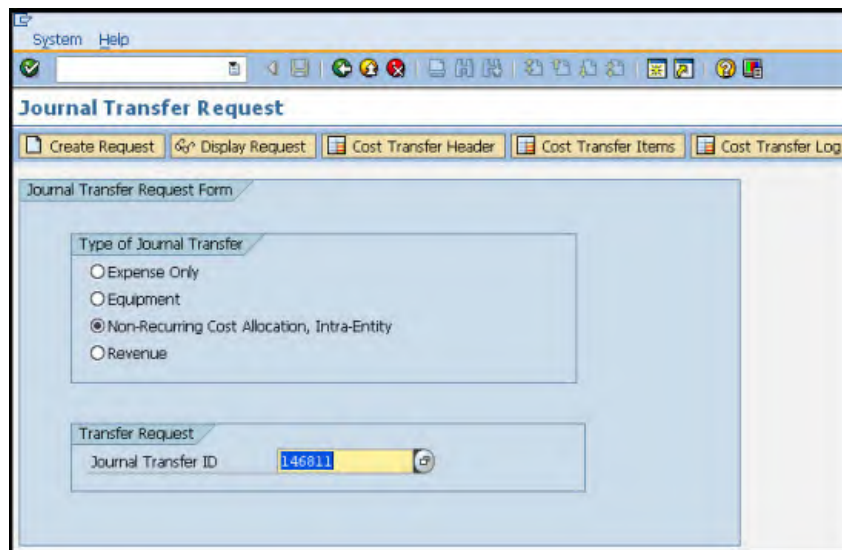 System Help
Journal Transfer Request
Create Request Display Request Cost Transfer Header Cost Transfer Items Cost Transfer Log
Journal Transfer Request Form
Type of Journal Transfer
Expense Only
Equipment
Non-Recurring Cost Allocation, Intra-Entity
Revenue
Transfer Request
Journal Transfer ID 146811